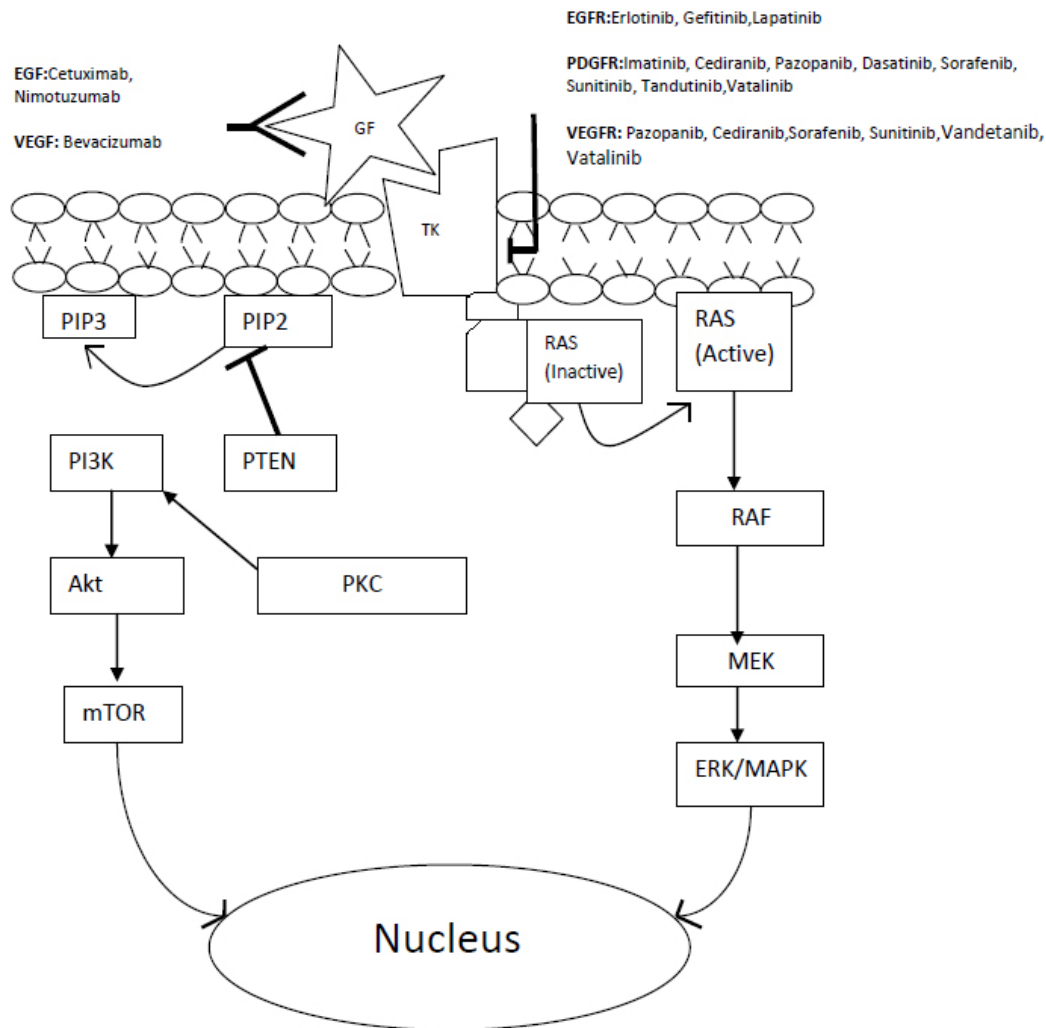 EGFR:Erlotinib, Gefitinib,Lapatinib
EGF:Cetuximab,
Nimotuzumab
PDGFR:Imatinib, Cediranib, Pazopanib, Dasatinib, Sorafenib,
Sunitinib, Tandutinib,Vatalinib
VEGF: Bevacizumab
VEGFR: Pazopanib, Cediranib,Sorafenib, Sunitinib,Vandetanib,
Vatalinib
GF
TK
PIP3
PIP2
RAS
(Inactive)
RAS
(Active)
PI3K
PTEN
RAF
Akt
PKC
MEK
mTOR
ERK/MAPK
Nucleus